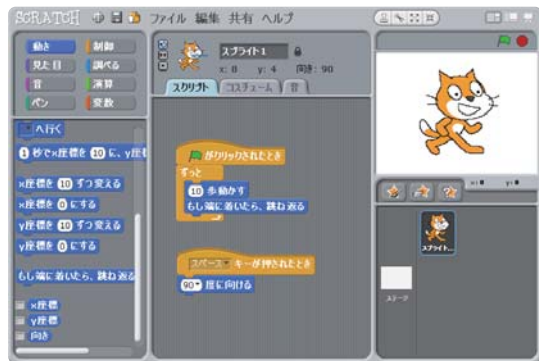 SCRATCH ファイル 編集 共有 ヘルプ
動き 制御
見た目 調べる
音 演算
ペン 変数
へ行く
1 秒でx座標を 10 に、y座標
x座標を 10 ずつ変える
x座標を 0 にする
y座標を 10 ずつ変える
y座標を 0 にする
もし端に着いたら、跳ね返る
x座標
y座標
向き
スプライト1
x: 0 y: 4 向き: 90
スクリプト コスチューム 音
がクリックされたとき
ずっと
10 歩動かす
もし端に着いたら、跳ね返る
スペース キーが押されたとき
90 度に向ける
スプライト...
ステージ